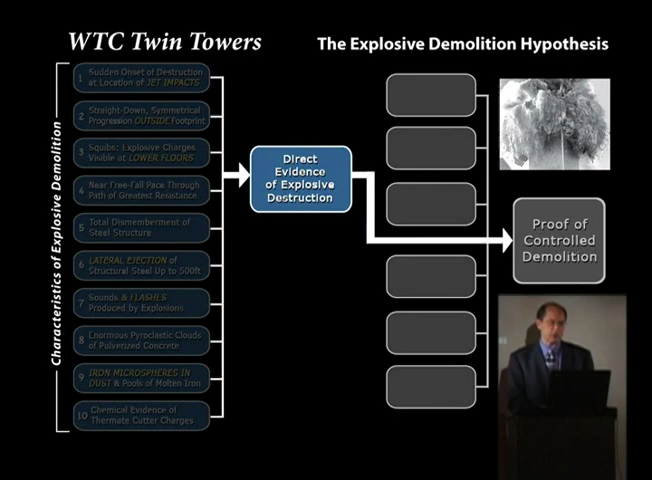 WTC Twin Towers
The Explosive Demolition Hypothesis
Characteristics of Explosive Demolition
1 Sudden Onset of Destruction
at Location of JET IMPACTS
2 Straight-Down, Symmetrical
Progression OUTSIDE Footprint
3 Squibs: Explosive Charges
Visible at LOWER FLOORS
4 Near Free-fall Pace Through
Path of Greatest Resistance
5 Total Dismemberment of
Steel Structure
6 LATERAL EJECTION of
Structural Steel Up to 500ft
7 Sounds & FLASHES
Produced by Explosions
8 Enormous Pyroclastic Clouds
of Pulverized Concrete
9 IRON MICROSPHERES IN
DUST & Pools of Molten Iron
10 Chemical Evidence of
Thermate Cutter Charges
Direct
Evidence
of Explosive
Destruction
Proof of
Controlled
Demolition